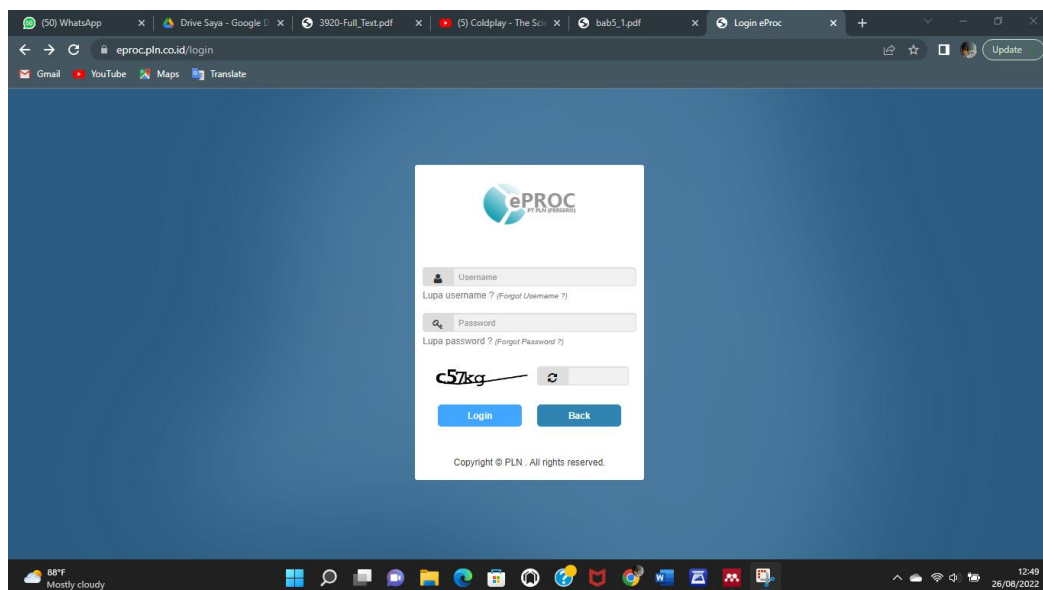 (50) WhatsApp
Drive Saya - Google D
3920-Full_Text.pdf
(5) Coldplay - The Scie
bab5_1.pdf
Login eProc
eproc.pln.co.id/login
Update
Gmail
YouTube
Maps
Translate
ePROC
PT PLN (PERSERO)
Username
Lupa username ? (Forgot Username ?)
Password
Lupa password ? (Forgot Password ?)
c57kg
Login
Back
Copyright © PLN . All rights reserved.
88°F
Mostly cloudy
12:49
26/08/2022